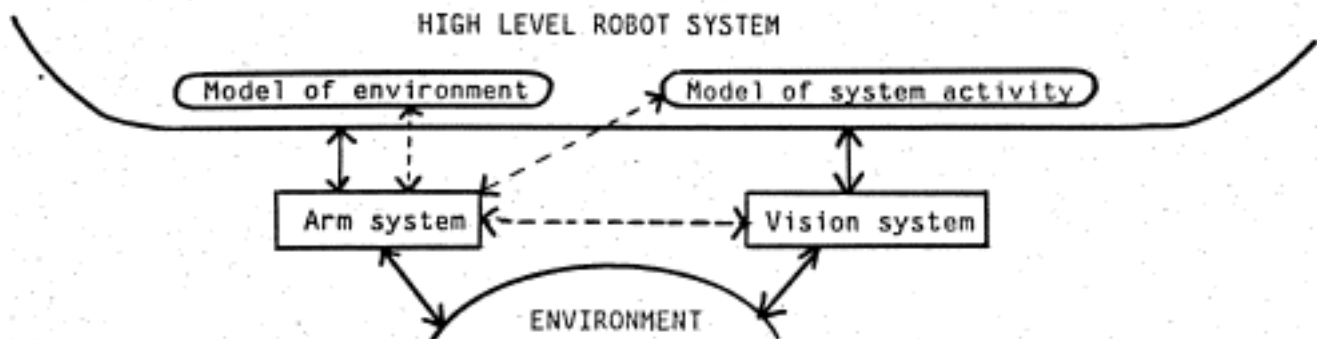 HIGH LEVEL ROBOT SYSTEM
Model of environment
Model of system activity
Arm system
Vision system
ENVIRONMENT